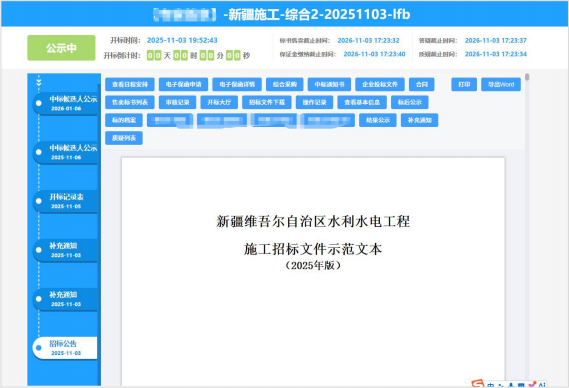 -新疆施工-综合2-20251103-lfb
公示中
开标时间： 2025-11-03 19:52:43
开标倒计时： 00 天 00 时 00 分 00 秒
标书售卖截止时间： 2026-11-03 17:23:32
答疑截止时间： 2026-11-03 17:23:37
保证金缴纳截止时间： 2026-11-03 17:23:40
质疑截止时间： 2026-11-03 17:23:34
中标候选人公示
2026-01-06
中标候选人公示
2025-11-06
开标记录表
2025-11-05
补充通知
2025-11-03
补充通知
2025-11-03
招标公告
2025-11-03
查看日程安排 电子保函申请 电子保函详情 综合采购 中标通知书 企业投标文件 合同 打印 导出Word
售卖标书列表 审核记录 开标大厅 招标文件下载 操作记录 查看基本信息 标后公示
标的档案 结果公示 补充通知
质疑列表
新疆维吾尔自治区水利水电工程
施工招标文件示范文本
（2025年版）